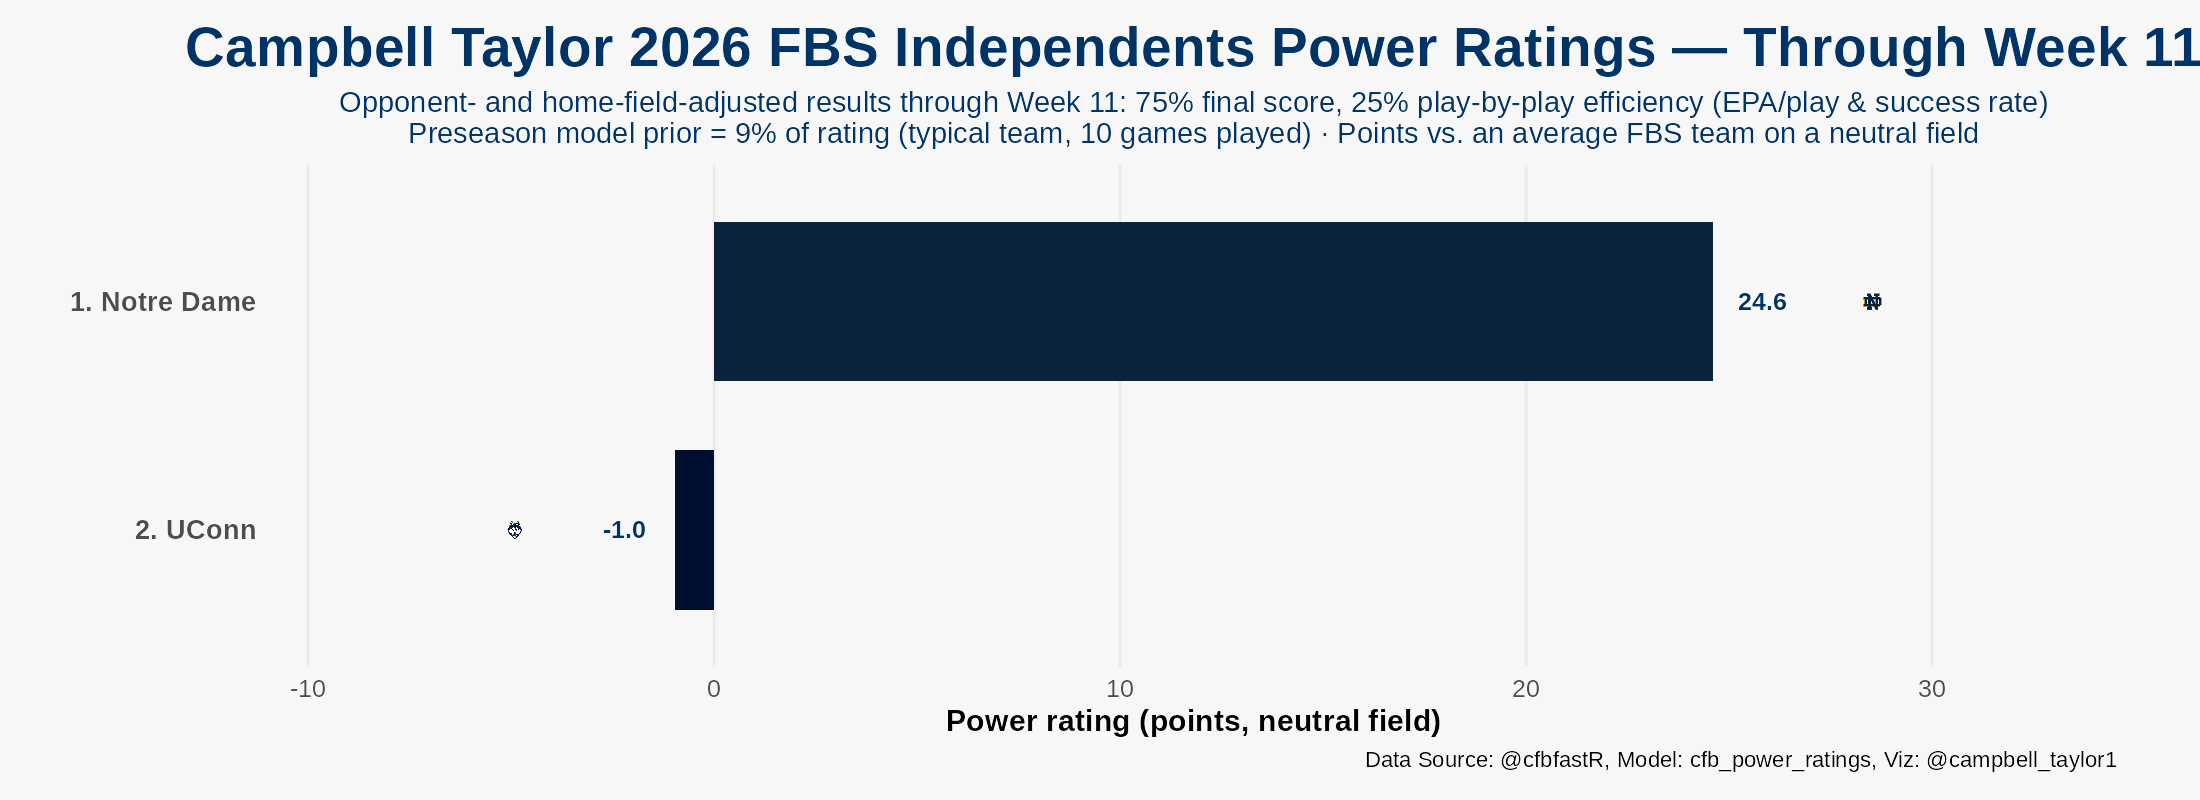 Campbell Taylor 2026 FBS Independents Power Ratings — Through Week 11
Opponent- and home-field-adjusted results through Week 11: 75% final score, 25% play-by-play efficiency (EPA/play & success rate)
Preseason model prior = 9% of rating (typical team, 10 games played) · Points vs. an average FBS team on a neutral field
1. Notre Dame
24.6
2. UConn
-1.0
-10 0 10 20 30
Power rating (points, neutral field)
Data Source: @cfbfastR, Model: cfb_power_ratings, Viz: @campbell_taylor1